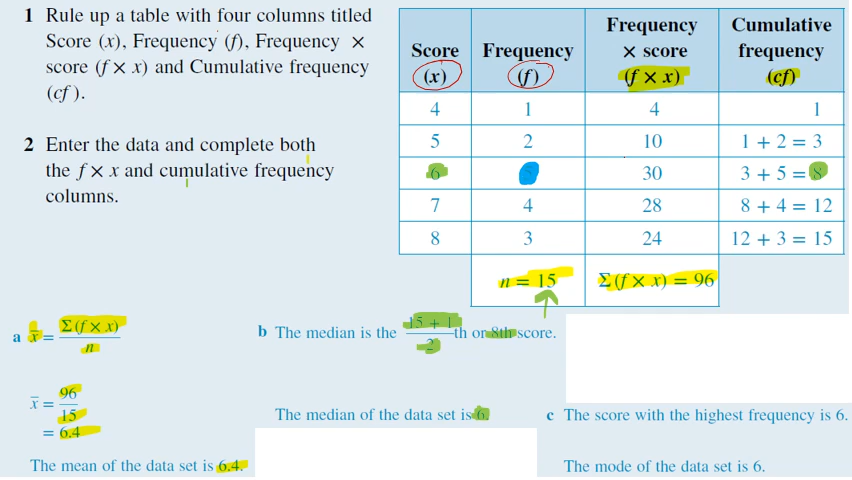 1 Rule up a table with four columns titled
Score (x), Frequency (f), Frequency ×
score (f × x) and Cumulative frequency
(cf).
2 Enter the data and complete both
the f × x and cumulative frequency
columns.
Score (x) Frequency (f) Frequency × score (f × x) Cumulative frequency (cf)
4 1 4 1
5 2 10 1 + 2 = 3
6 30 3 + 5 = 8
7 4 28 8 + 4 = 12
8 3 24 12 + 3 = 15
n = 15 Σ(f × x) = 96
a x̄ = Σ(f × x) / n
x̄ = 96 / 15
= 6.4
The mean of the data set is 6.4.
b The median is the 15 + 1 / 2 th or 8th score.
The median of the data set is 6.
c The score with the highest frequency is 6.
The mode of the data set is 6.